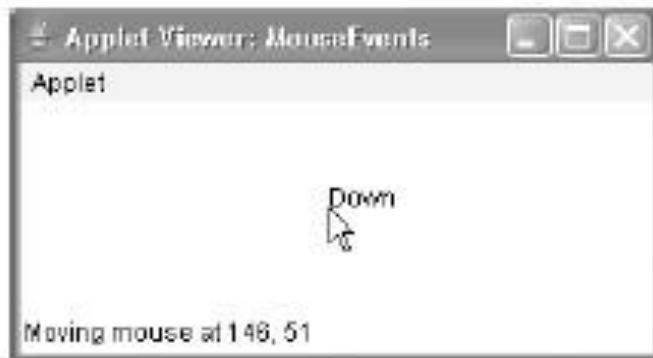 Applet Viewer: MouseEvents
Applet
Down
Moving mouse at 146, 51